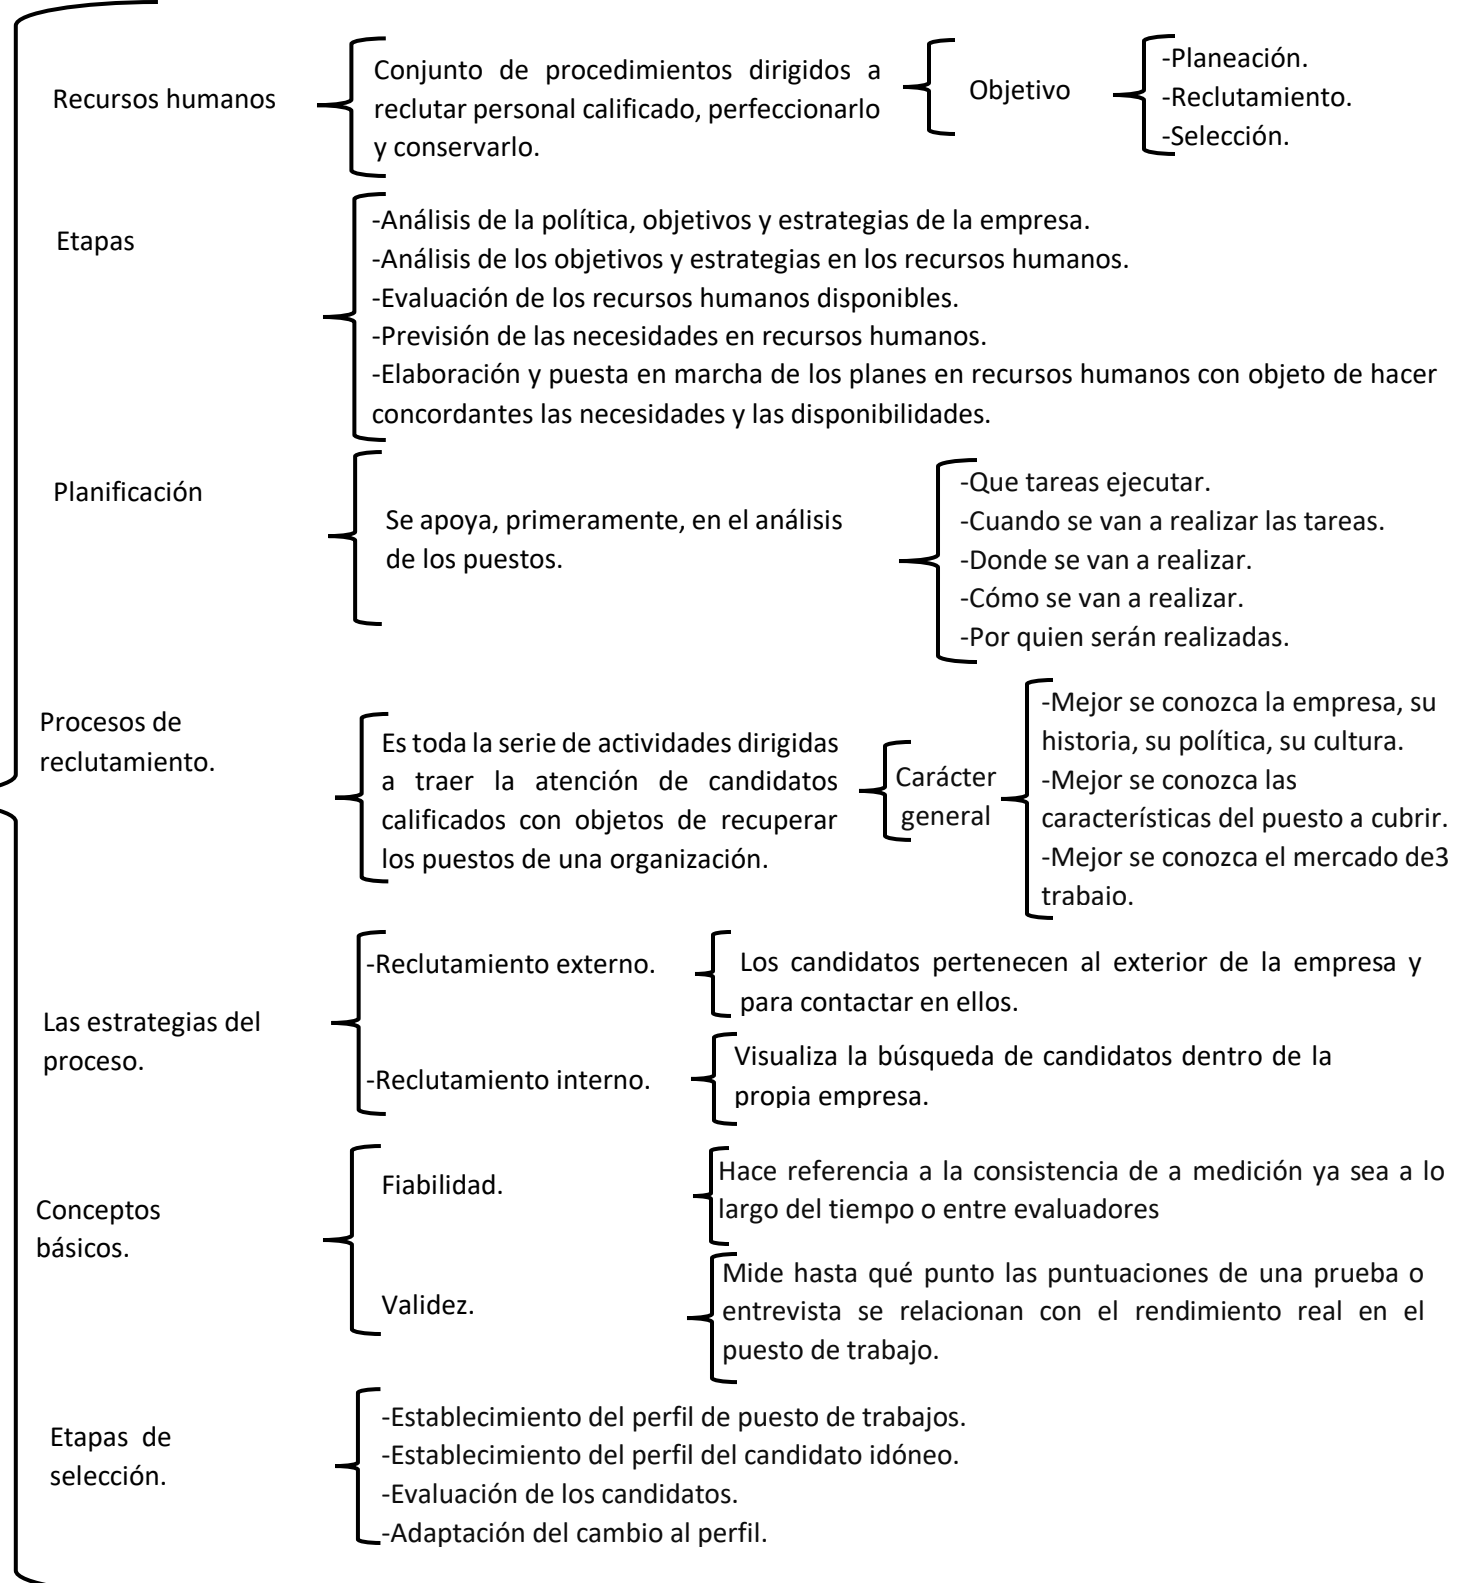 Recursos humanos
Conjunto de procedimientos dirigidos a
reclutar personal calificado, perfeccionarlo
y conservarlo.
Objetivo
-Planeación.
-Reclutamiento.
-Selección.
Etapas
-Análisis de la política, objetivos y estrategias de la empresa.
-Análisis de los objetivos y estrategias en los recursos humanos.
-Evaluación de los recursos humanos disponibles.
-Previsión de las necesidades en recursos humanos.
-Elaboración y puesta en marcha de los planes en recursos humanos con objeto de hacer
concordantes las necesidades y las disponibilidades.
Planificación
Se apoya, primeramente, en el análisis
de los puestos.
-Que tareas ejecutar.
-Cuando se van a realizar las tareas.
-Donde se van a realizar.
-Cómo se van a realizar.
-Por quien serán realizadas.
Procesos de
reclutamiento.
Es toda la serie de actividades dirigidas
a traer la atención de candidatos
calificados con objetos de recuperar
los puestos de una organización.
Carácter
general
-Mejor se conozca la empresa, su
historia, su política, su cultura.
-Mejor se conozca las
características del puesto a cubrir.
-Mejor se conozca el mercado de3
trabajo.
Las estrategias del
proceso.
-Reclutamiento externo.
Los candidatos pertenecen al exterior de la empresa y
para contactar en ellos.
-Reclutamiento interno.
Visualiza la búsqueda de candidatos dentro de la
propia empresa.
Conceptos
básicos.
Fiabilidad.
Hace referencia a la consistencia de a medición ya sea a lo
largo del tiempo o entre evaluadores
Validez.
Mide hasta qué punto las puntuaciones de una prueba o
entrevista se relacionan con el rendimiento real en el
puesto de trabajo.
Etapas de
selección.
-Establecimiento del perfil de puesto de trabajos.
-Establecimiento del perfil del candidato idóneo.
-Evaluación de los candidatos.
-Adaptación del cambio al perfil.